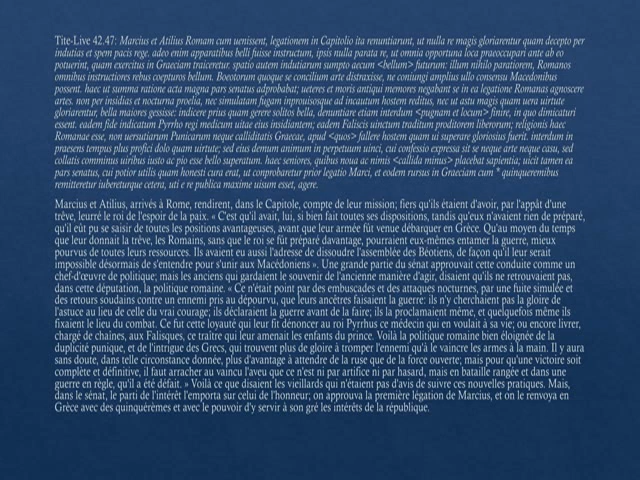 Tite-Live 42.47: Marcius et Atilius Romam cum uenissent, legationem in Capitolio ita renuntiarunt, ut nulla re magis gloriarentur quam decepto per
indutias et spem pacis rege. adeo enim apparatibus belli fuisse instructum, ipsis nulla parata re, ut omnia opportuna loca praeoccupari ante ab eo
potuerint, quam exercitus in Graeciam traiceretur. spatio autem indutiarum sumpto aecum <bellum> futurum: illum nihilo paratiorem, Romanos
omnibus instructiores rebus coepturos bellum. Boeotorum quoque se concilium arte distraxisse, ne coniungi amplius ullo consensu Macedonibus
possent. haec ut summa ratione acta magna pars senatus adprobabat; ueteres et moris antiqui memores negabant se in ea legatione Romanas agnoscere
artes. non per insidias et nocturna proelia, nec simulatam fugam inprouisosque ad incautum hostem reditus, nec ut astu magis quam uera uirtute
gloriarentur, bella maiores gessisse: indicere prius quam gerere solitos bella, denuntiare etiam interdum <pugnam et locum> finire, in quo dimicaturi
essent. eadem fide indicatum Pyrrho regi medicum uitae eius insidiantem; eadem Faliscis uinctum traditum proditorem liberorum; religionis haec
Romanae esse, non uersutiarum Punicarum neque calliditatis Graecae, apud <quos> fallere hostem quam ui superare gloriosius fuerit. interdum in
praesens tempus plus profici dolo quam uirtute; sed eius demum animum in perpetuum uinci, cui confessio expressa sit se neque arte neque casu, sed
collatis comminus uiribus iusto ac pio esse bello superatum. haec seniores, quibus noua ac nimis <callida minus> placebat sapientia; uicit tamen ea
pars senatus, cui potior utilis quam honesti cura erat, ut conprobaretur prior legatio Marci, et eodem rursus in Graeciam cum * quinqueremibus
remitteretur iubereturque cetera, uti e re publica maxime uisum esset, agere.
Marcius et Atilius, arrivés à Rome, rendirent, dans le Capitole, compte de leur mission; fiers qu'ils étaient d'avoir, par l'appât d'une
trêve, leurré le roi de l'espoir de la paix. « C'est qu'il avait, lui, si bien fait toutes ses dispositions, tandis qu'eux n'avaient rien de préparé,
qu'il eût pu se saisir de toutes les positions avantageuses, avant que leur armée fût venue débarquer en Grèce. Qu'au moyen du temps
que leur donnait la trêve, les Romains, sans que le roi se fût préparé davantage, pourraient eux-mêmes entamer la guerre, mieux
pourvus de toutes leurs ressources. Ils avaient eu aussi l'adresse de dissoudre l'assemblée des Béotiens, de façon qu'il leur serait
impossible désormais de s'entendre pour s'unir aux Macédoniens ». Une grande partie du sénat approuvait cette conduite comme un
chef-d'œuvre de politique; mais les anciens qui gardaient le souvenir de l'ancienne manière d'agir, disaient qu'ils ne retrouvaient pas,
dans cette députation, la politique romaine. « Ce n'était point par des embuscades et des attaques nocturnes, par une fuite simulée et
des retours soudains contre un ennemi pris au dépourvu, que leurs ancêtres faisaient la guerre: ils n'y cherchaient pas la gloire de
l'astuce au lieu de celle du vrai courage; ils déclaraient la guerre avant de la faire; ils la proclamaient même, et quelquefois même ils
fixaient le lieu du combat. Ce fut cette loyauté qui leur fit dénoncer au roi Pyrrhus ce médecin qui en voulait à sa vie; ou encore livrer,
chargé de chaînes, aux Falisques, ce traître qui leur amenait les enfants du prince. Voilà la politique romaine bien éloignée de la
duplicité punique, et de l'intrigue des Grecs, qui trouvent plus de gloire à tromper l'ennemi qu'à le vaincre les armes à la main. Il y aura
sans doute, dans telle circonstance donnée, plus d'avantage à attendre de la ruse que de la force ouverte; mais pour qu'une victoire soit
complète et définitive, il faut arracher au vaincu l'aveu que ce n'est ni par artifice ni par hasard, mais en bataille rangée et dans une
guerre en règle, qu'il a été défait. » Voilà ce que disaient les vieillards qui n'étaient pas d'avis de suivre ces nouvelles pratiques. Mais,
dans le sénat, le parti de l'intérêt l'emporta sur celui de l'honneur; on approuva la première légation de Marcius, et on le renvoya en
Grèce avec des quinquérèmes et avec le pouvoir d'y servir à son gré les intérêts de la république.